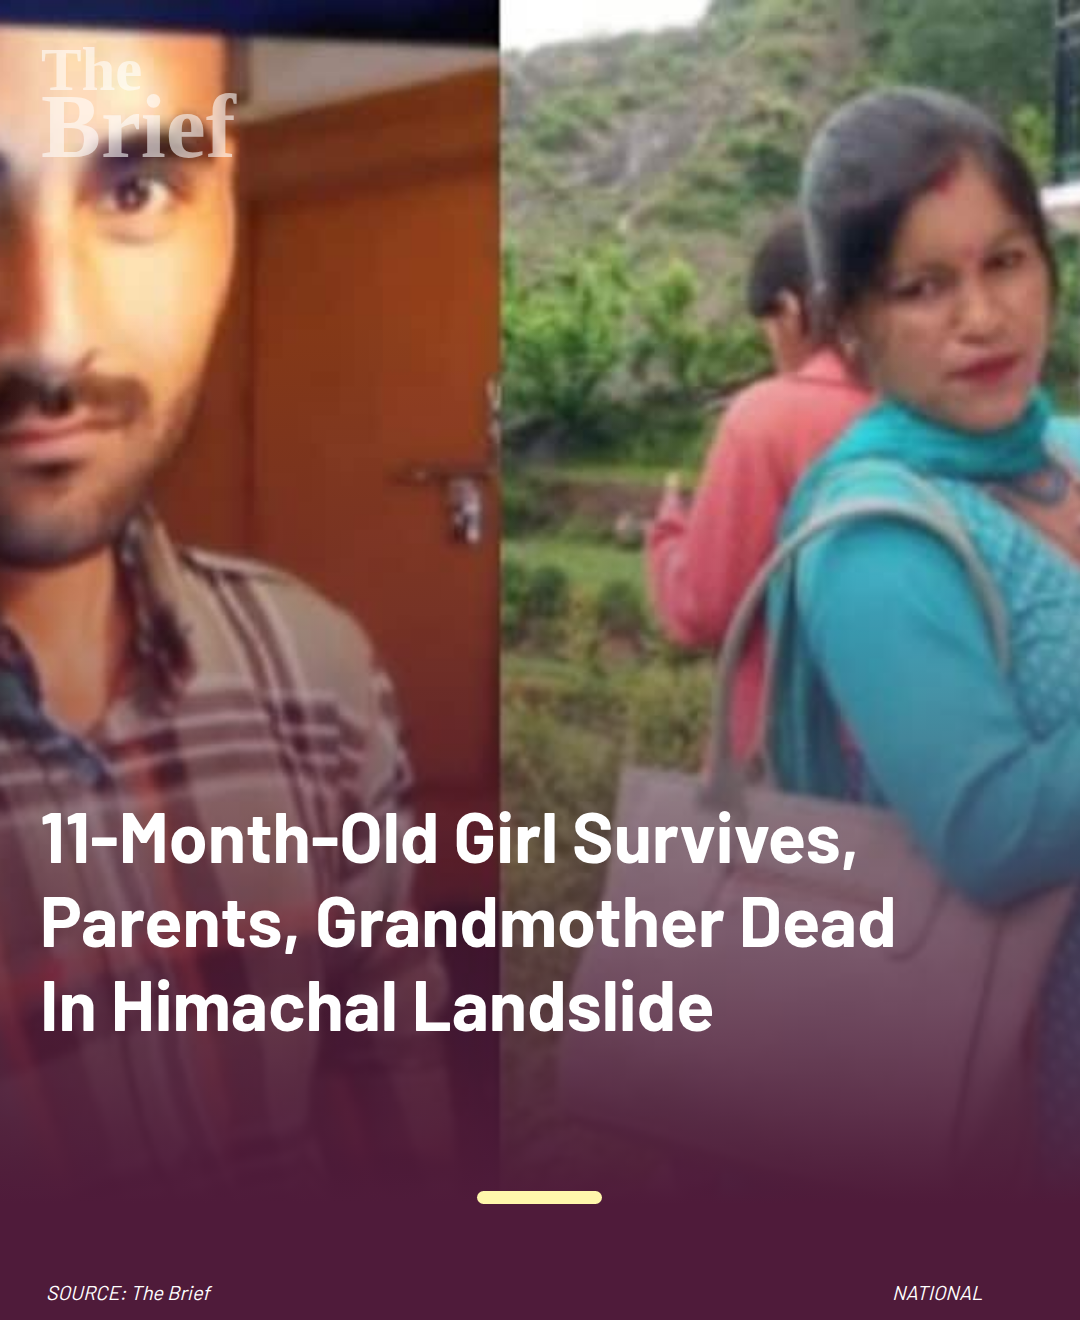 The
Brief
11-Month-Old Girl Survives,
Parents, Grandmother Dead
In Himachal Landslide
SOURCE: The Brief
NATIONAL